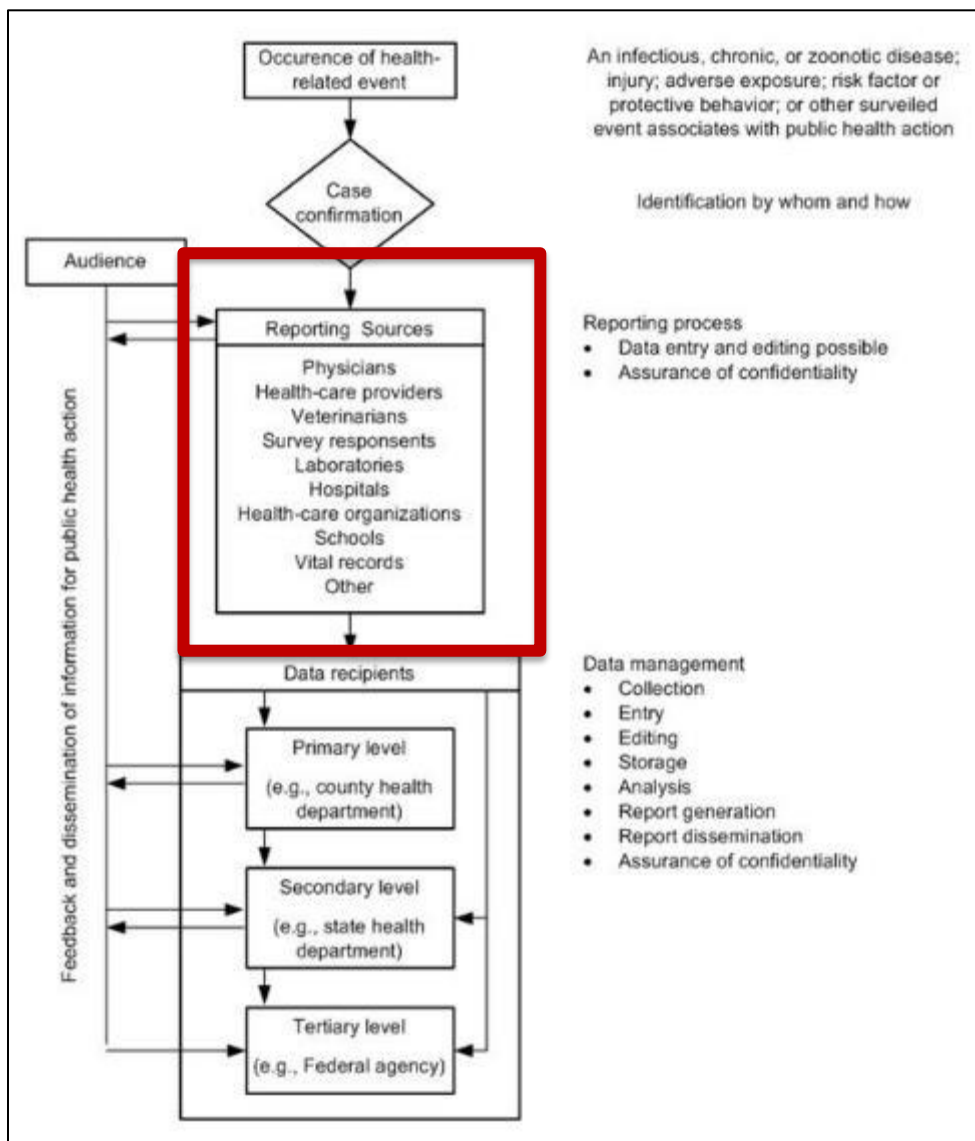 Occurence of health-
related event
An infectious, chronic, or zoonotic disease;
injury; adverse exposure; risk factor or
protective behavior; or other surveiled
event associates with public health action
Case
confirmation
Identification by whom and how
Audience
Reporting Sources
Physicians
Health-care providers
Veterinarians
Survey responsents
Laboratories
Hospitals
Health-care organizations
Schools
Vital records
Other
Reporting process
• Data entry and editing possible
• Assurance of confidentiality
Feedback and dissemination of information for public health action
Data recipients
Primary level
(e.g., county health
department)
Secondary level
(e.g., state health
department)
Tertiary level
(e.g., Federal agency)
Data management
• Collection
• Entry
• Editing
• Storage
• Analysis
• Report generation
• Report dissemination
• Assurance of confidentiality